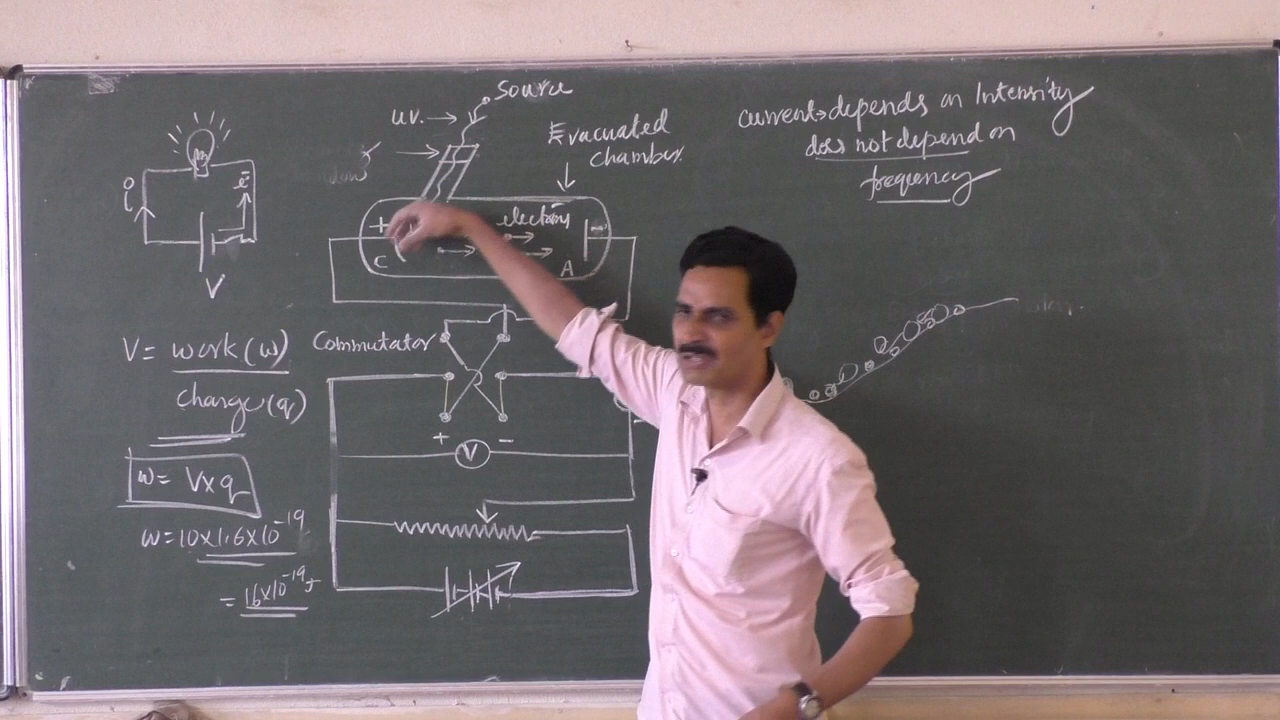 Source
u.v. →
Evacuated
chamber
current → depends on Intensity
does not depend on
frequency
i
e⁻
V
+
electrons
−
C
A
Commutator
V = work (w)
charge (q)
+ −
V
w = V x q
w = 10 x 1.6 x 10⁻¹⁹
= 16 x 10⁻¹⁹ J